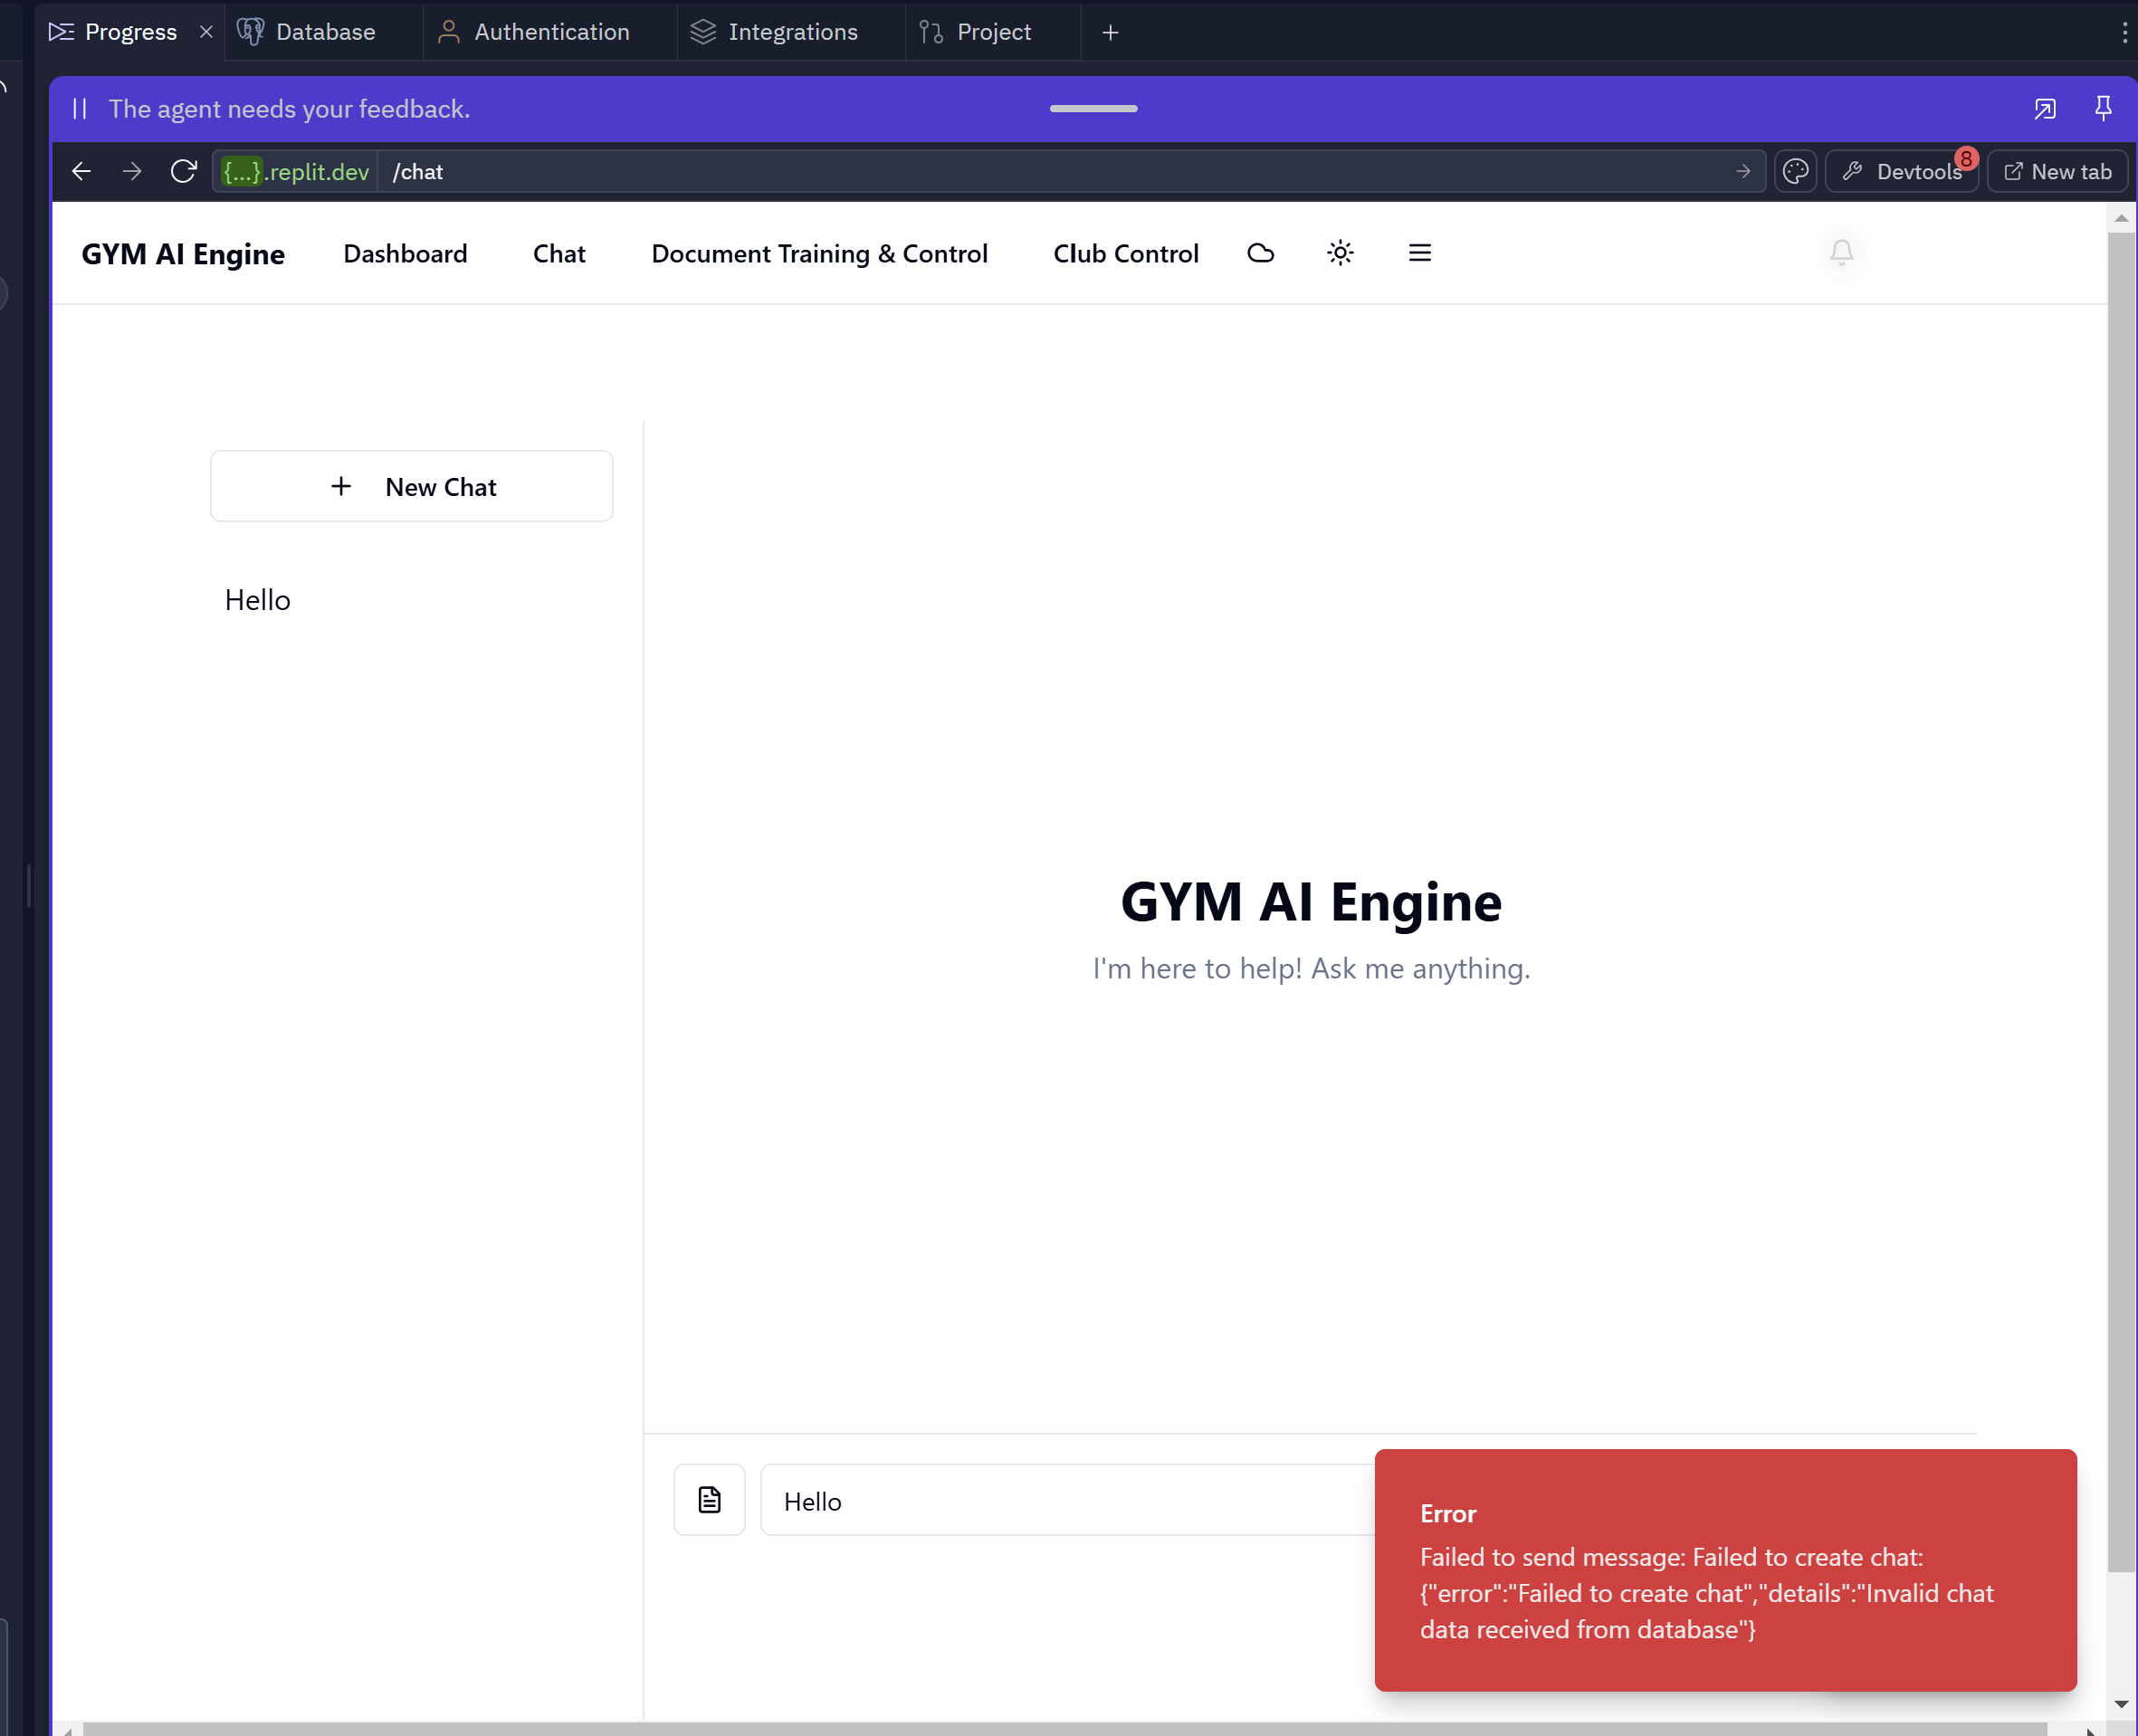 Progress
Database
Authentication
Integrations
Project
The agent needs your feedback.
{...}.replit.dev
/chat
Devtools
8
New tab
GYM AI Engine
Dashboard
Chat
Document Training & Control
Club Control
New Chat
Hello
GYM AI Engine
I'm here to help! Ask me anything.
Hello
Error
Failed to send message: Failed to create chat:
{"error":"Failed to create chat","details":"Invalid chat
data received from database"}